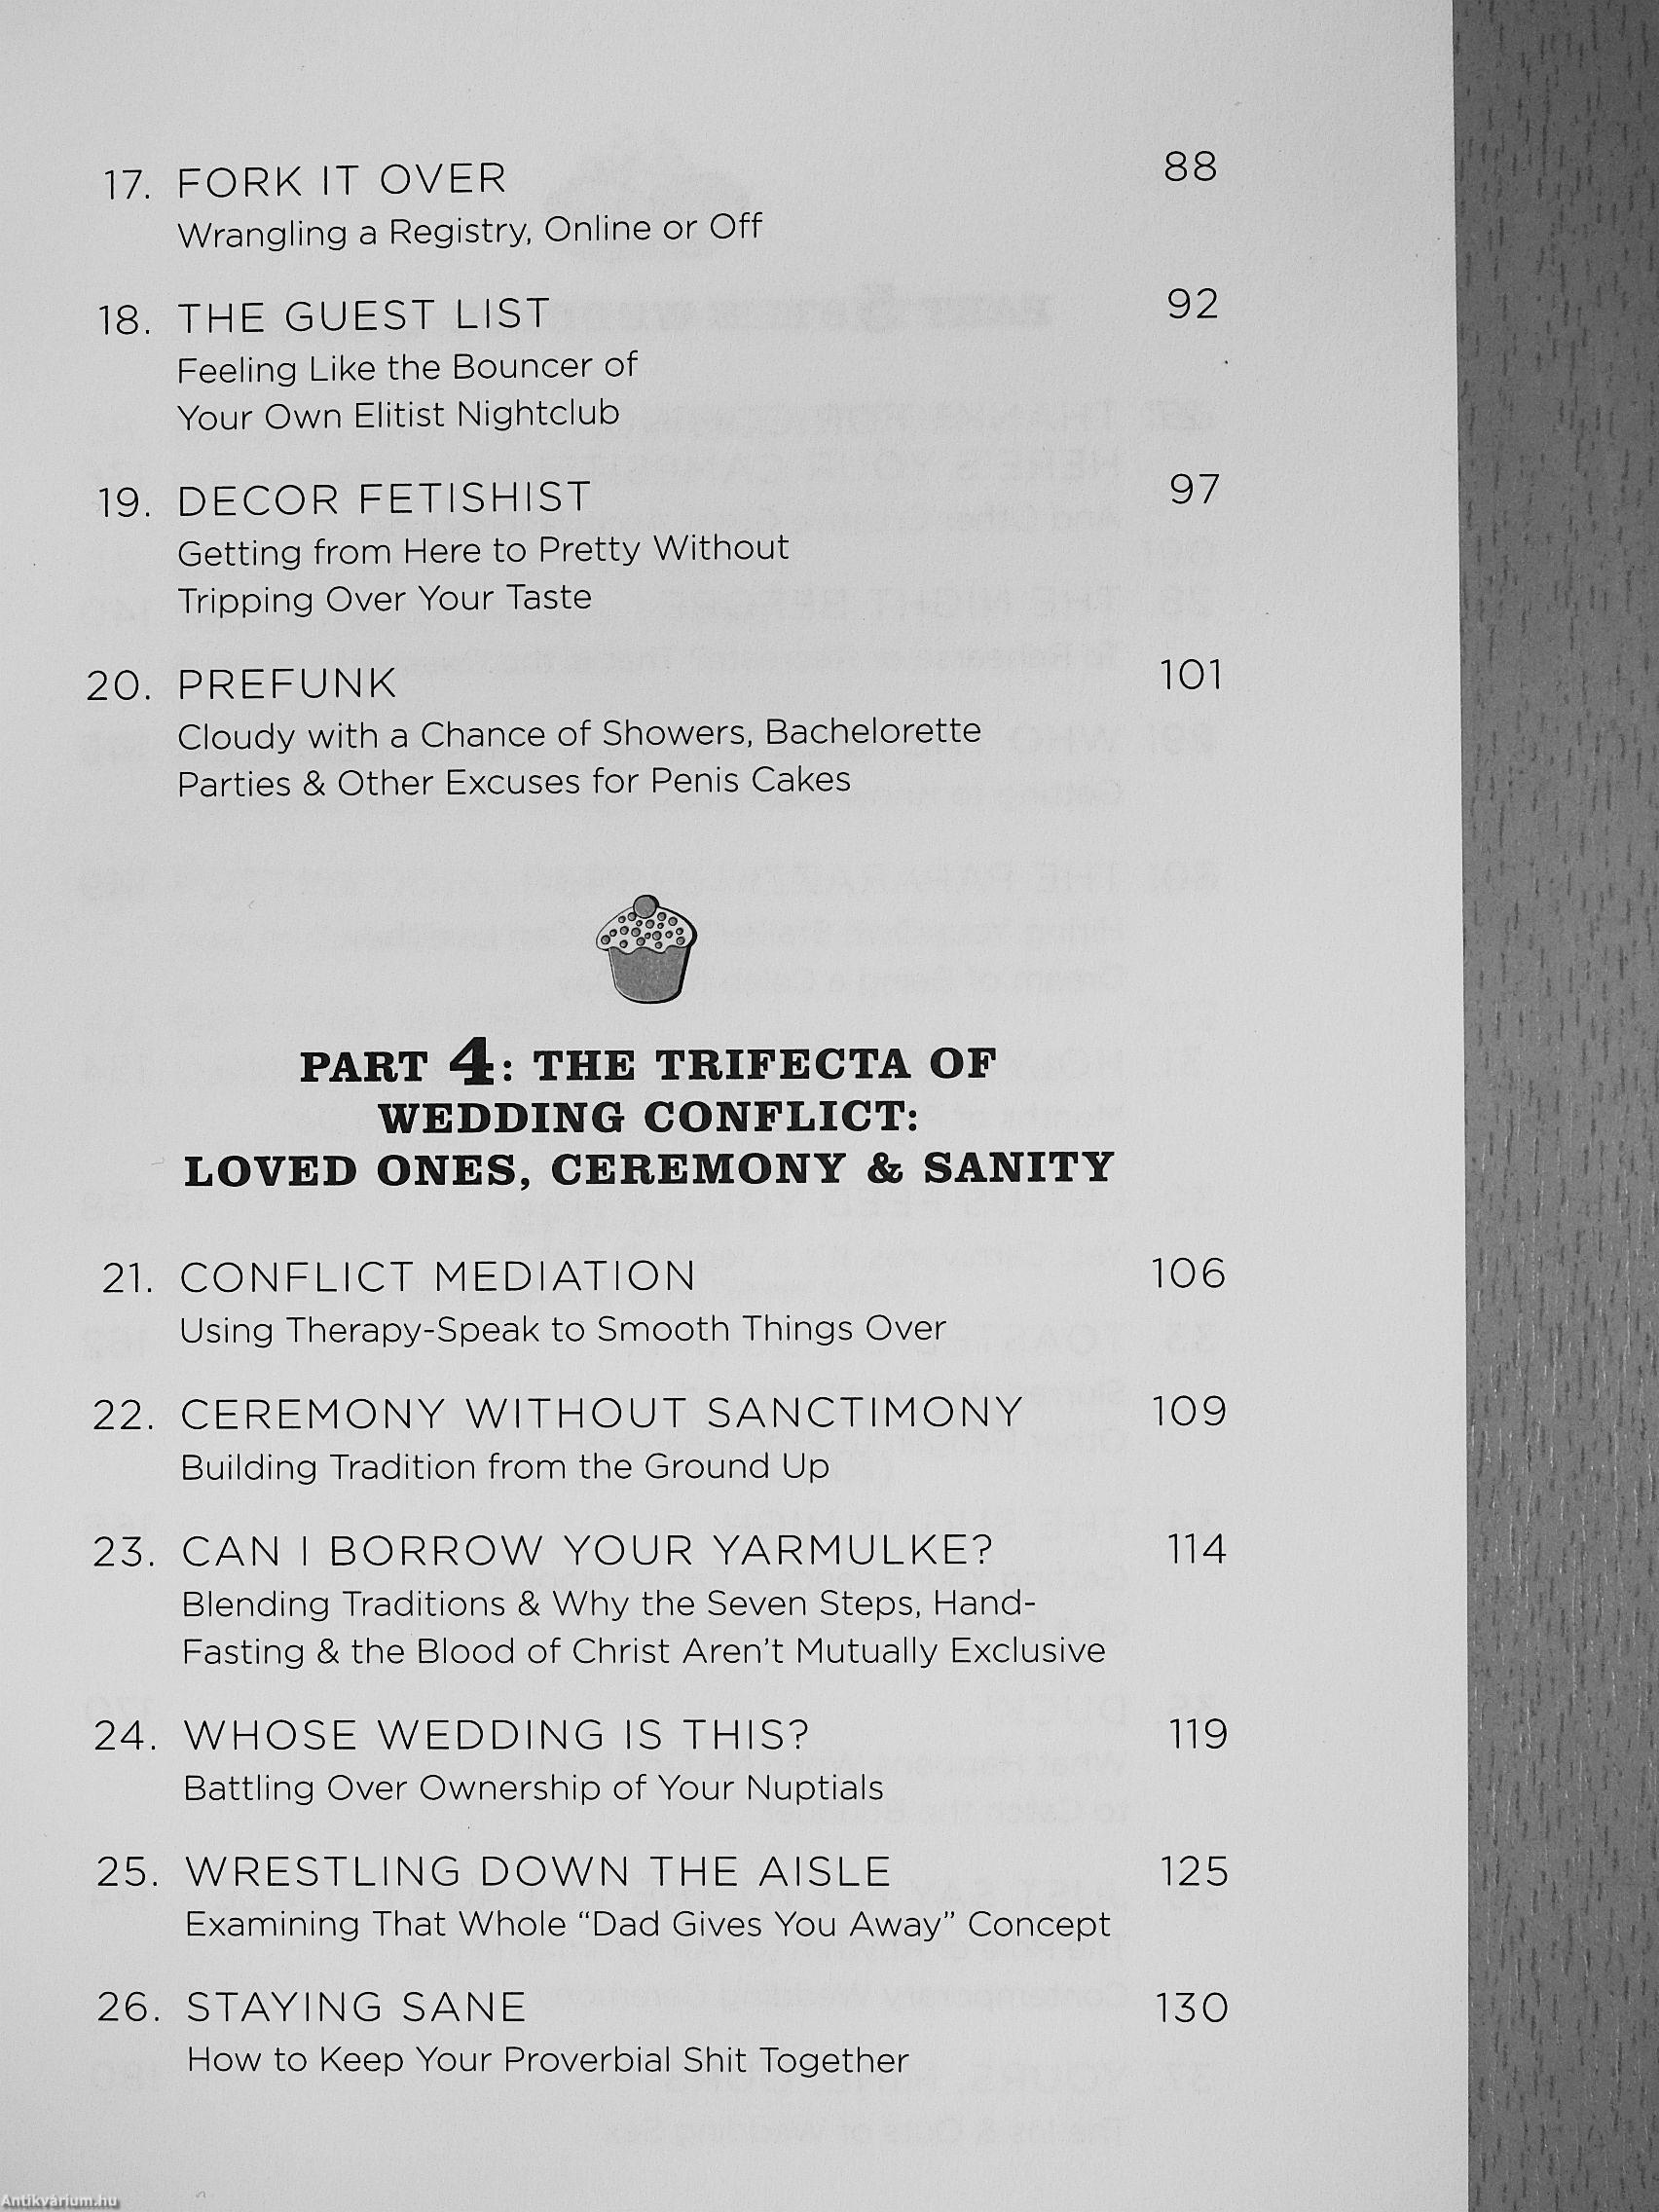 17. FORK IT OVER 88
Wrangling a Registry, Online or Off
18. THE GUEST LIST 92
Feeling Like the Bouncer of
Your Own Elitist Nightclub
19. DECOR FETISHIST 97
Getting from Here to Pretty Without
Tripping Over Your Taste
20. PREFUNK 101
Cloudy with a Chance of Showers, Bachelorette
Parties & Other Excuses for Penis Cakes
PART 4: THE TRIFECTA OF
WEDDING CONFLICT:
LOVED ONES, CEREMONY & SANITY
21. CONFLICT MEDIATION 106
Using Therapy-Speak to Smooth Things Over
22. CEREMONY WITHOUT SANCTIMONY 109
Building Tradition from the Ground Up
23. CAN I BORROW YOUR YARMULKE? 114
Blending Traditions & Why the Seven Steps, Hand-
Fasting & the Blood of Christ Aren't Mutually Exclusive
24. WHOSE WEDDING IS THIS? 119
Battling Over Ownership of Your Nuptials
25. WRESTLING DOWN THE AISLE 125
Examining That Whole “Dad Gives You Away” Concept
26. STAYING SANE 130
How to Keep Your Proverbial Shit Together
Antikvárium.hu